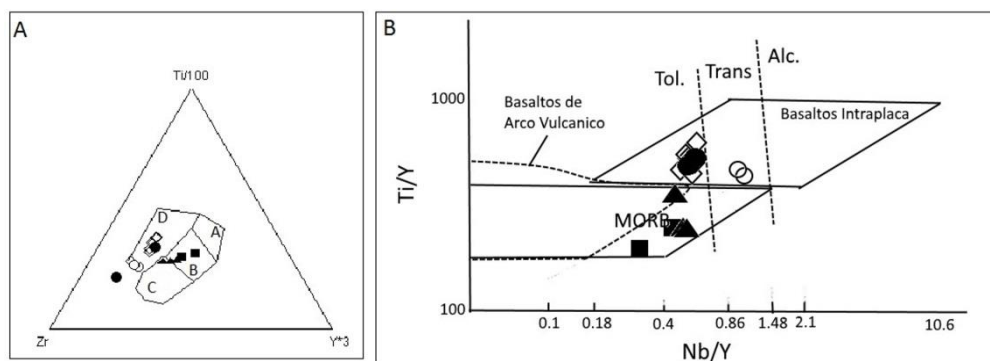 A
Ti/100
D
A
B
C
Zr
Y*3
B
Tol.
Trans
Alc.
1000
Basaltos de
Arco Vulcanico
Basaltos Intraplaca
Ti/Y
MORB
100
0.1
0.18
0.4
0.86
1.48
2.1
10.6
Nb/Y